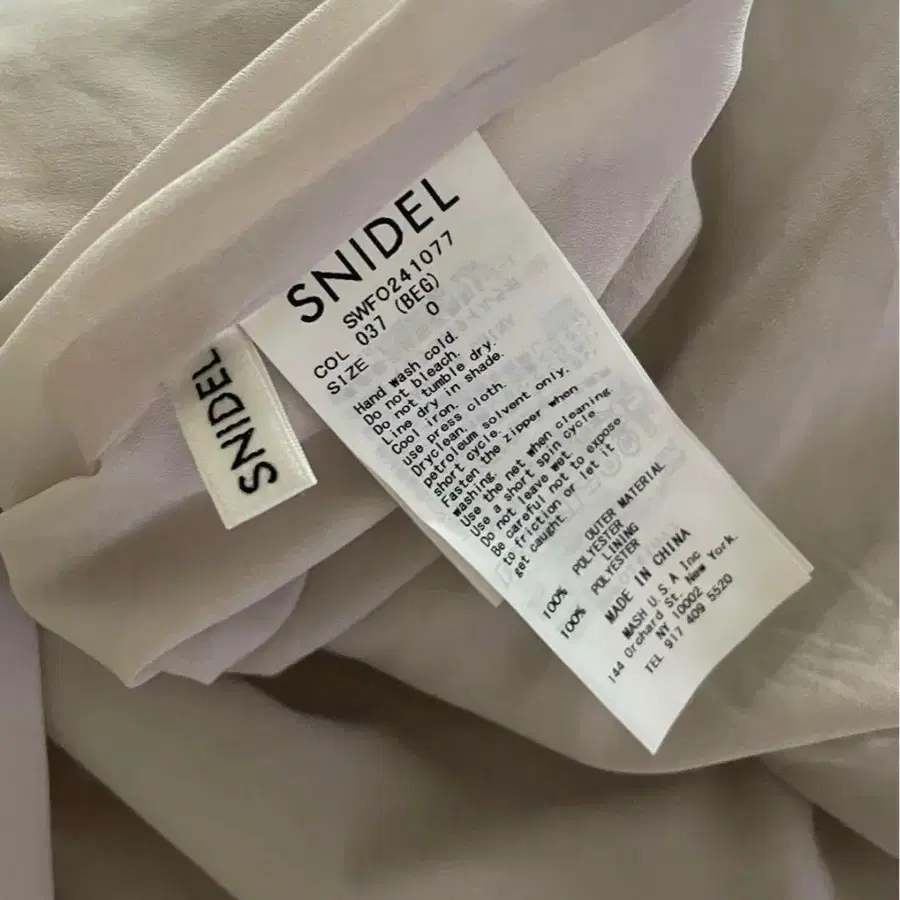 SNIDEL
SWFO241077
COL 037 (BEG)
SIZE 0
Hand wash cold.
Do not bleach.
Do not tumble dry.
Line dry in shade.
Cool iron.
use press cloth.
Dryclean.
petroleum solvent only.
short cycle.
Fasten the zipper when
washing.
Use the net when cleaning
Use a short spin cycle
Do not leave wet.
Be careful not to expose
to friction or let it
get caught.
OUTER MATERIAL
100% POLYESTER
LINING
100% POLYESTER
MADE IN CHINA
MASH U.S.A Inc
144 Orchard St. New York.
NY 10002
TEL 917 409 5520
SNIDEL